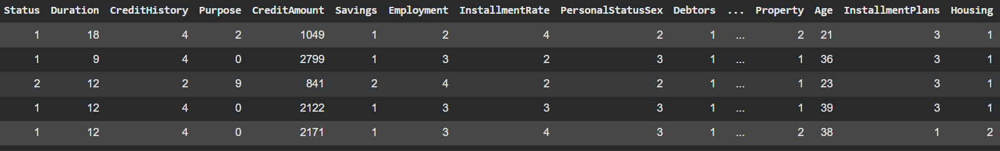 Status Duration CreditHistory Purpose CreditAmount Savings Employment InstallmentRate PersonalStatusSex Debtors ... Property Age InstallmentPlans Housing
1 18 4 2 1049 1 2 4 2 1 ... 2 21 3 1
1 9 4 0 2799 1 3 2 3 1 ... 1 36 3 1
2 12 2 9 841 2 4 2 2 1 ... 1 23 3 1
1 12 4 0 2122 1 3 3 3 1 ... 1 39 3 1
1 12 4 0 2171 1 3 4 3 1 ... 2 38 1 2